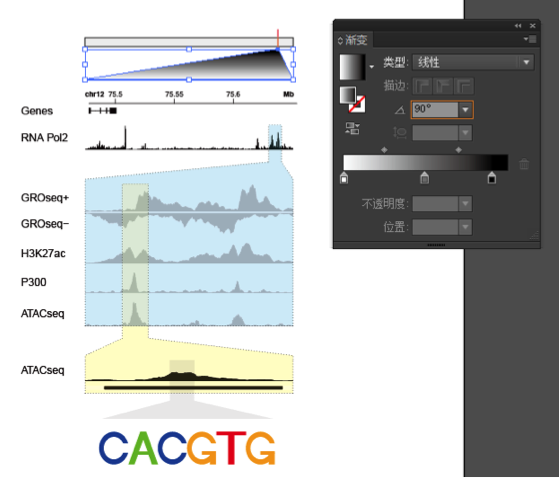 渐变
类型: 线性
描边:
90°
chr12 75.5 75.55 75.6 Mb
Genes
RNA Pol2
GROseq+
GROseq−
H3K27ac
P300
ATACseq
ATACseq
CACGTG
不透明度:
位置: